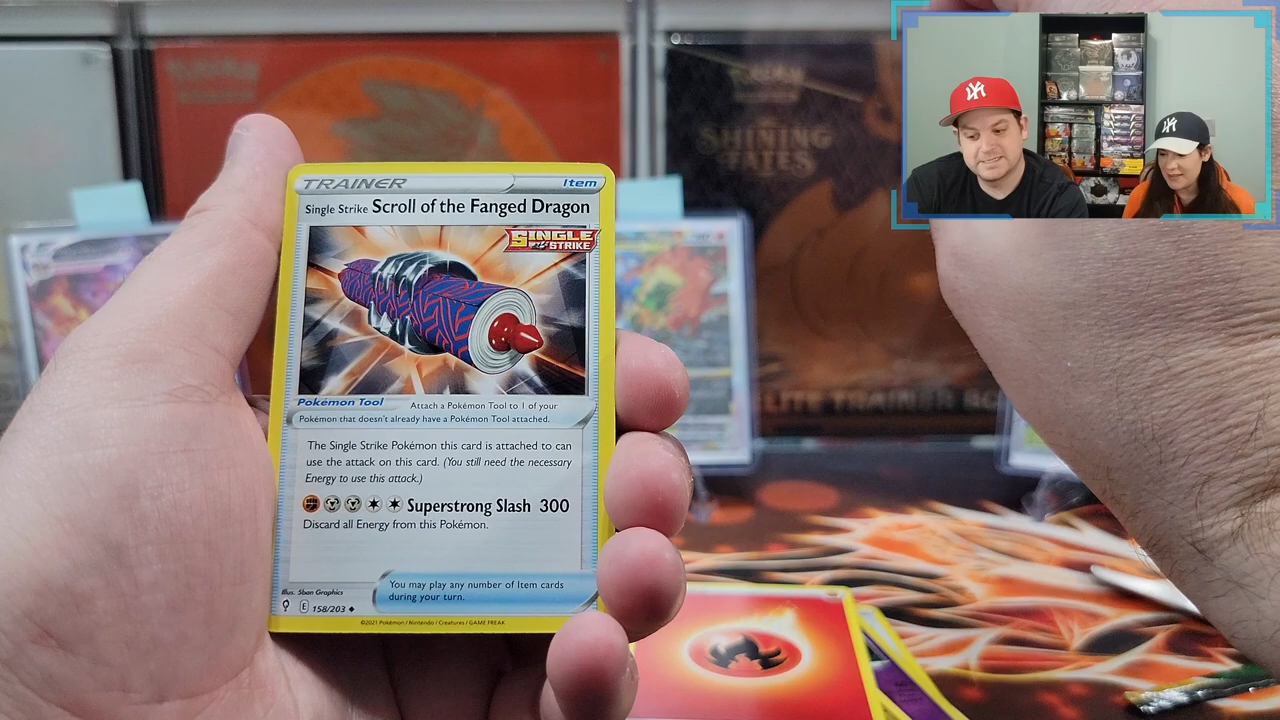 TRAINER Item
Single Strike Scroll of the Fanged Dragon
SINGLE
STRIKE
Pokémon Tool Attach a Pokémon Tool to 1 of your
Pokémon that doesn't already have a Pokémon Tool attached.
The Single Strike Pokémon this card is attached to can
use the attack on this card. (You still need the necessary
Energy to use this attack.)
Superstrong Slash 300
Discard all Energy from this Pokémon.
You may play any number of Item cards
during your turn.
Illus. Sban Graphics
E 158/203
©2021 Pokémon / Nintendo / Creatures / GAME FREAK
POKÉMON
POKÉMON
SHINING
FATES
ELITE TRAINER BO
NY
NY